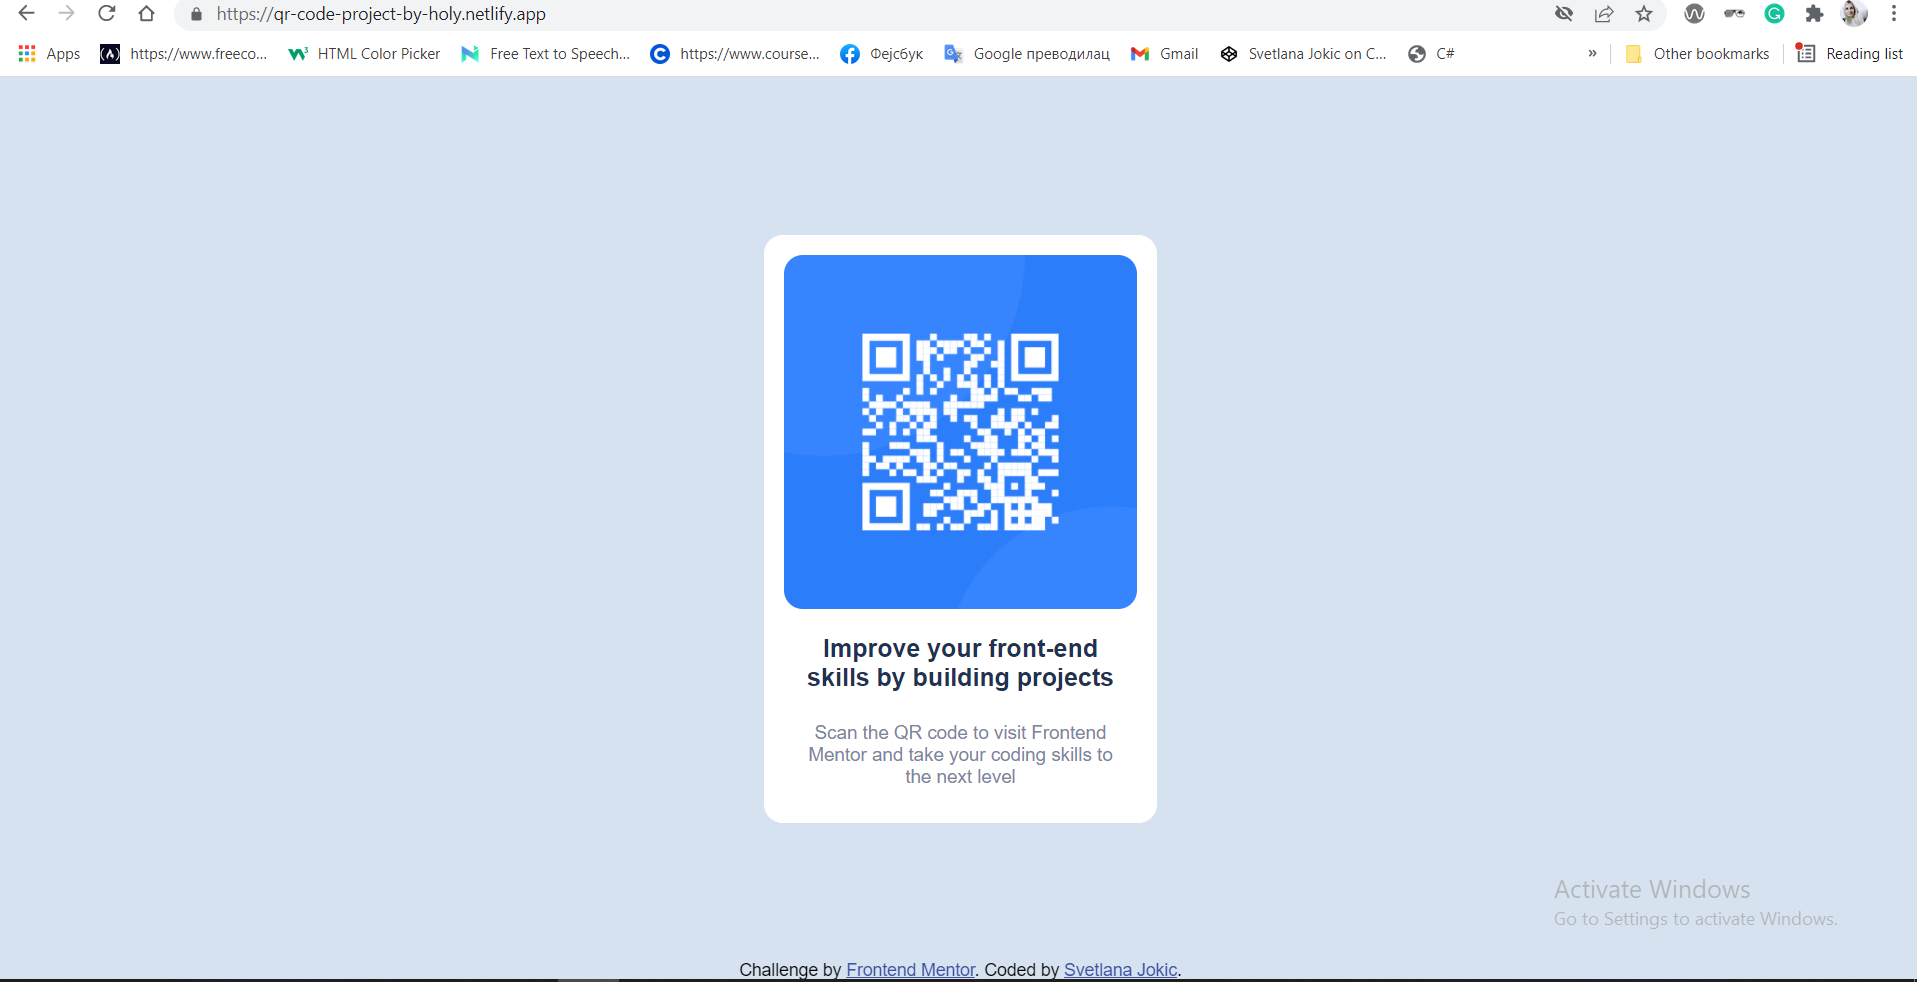 https://qr-code-project-by-holy.netlify.app
Apps https://www.freeco... HTML Color Picker Free Text to Speech... https://www.course... Фејсбук Google преводилац Gmail Svetlana Jokic on C... C# » Other bookmarks Reading list
Improve your front-end
skills by building projects
Scan the QR code to visit Frontend
Mentor and take your coding skills to
the next level
Activate Windows
Go to Settings to activate Windows.
Challenge by Frontend Mentor. Coded by Svetlana Jokic.